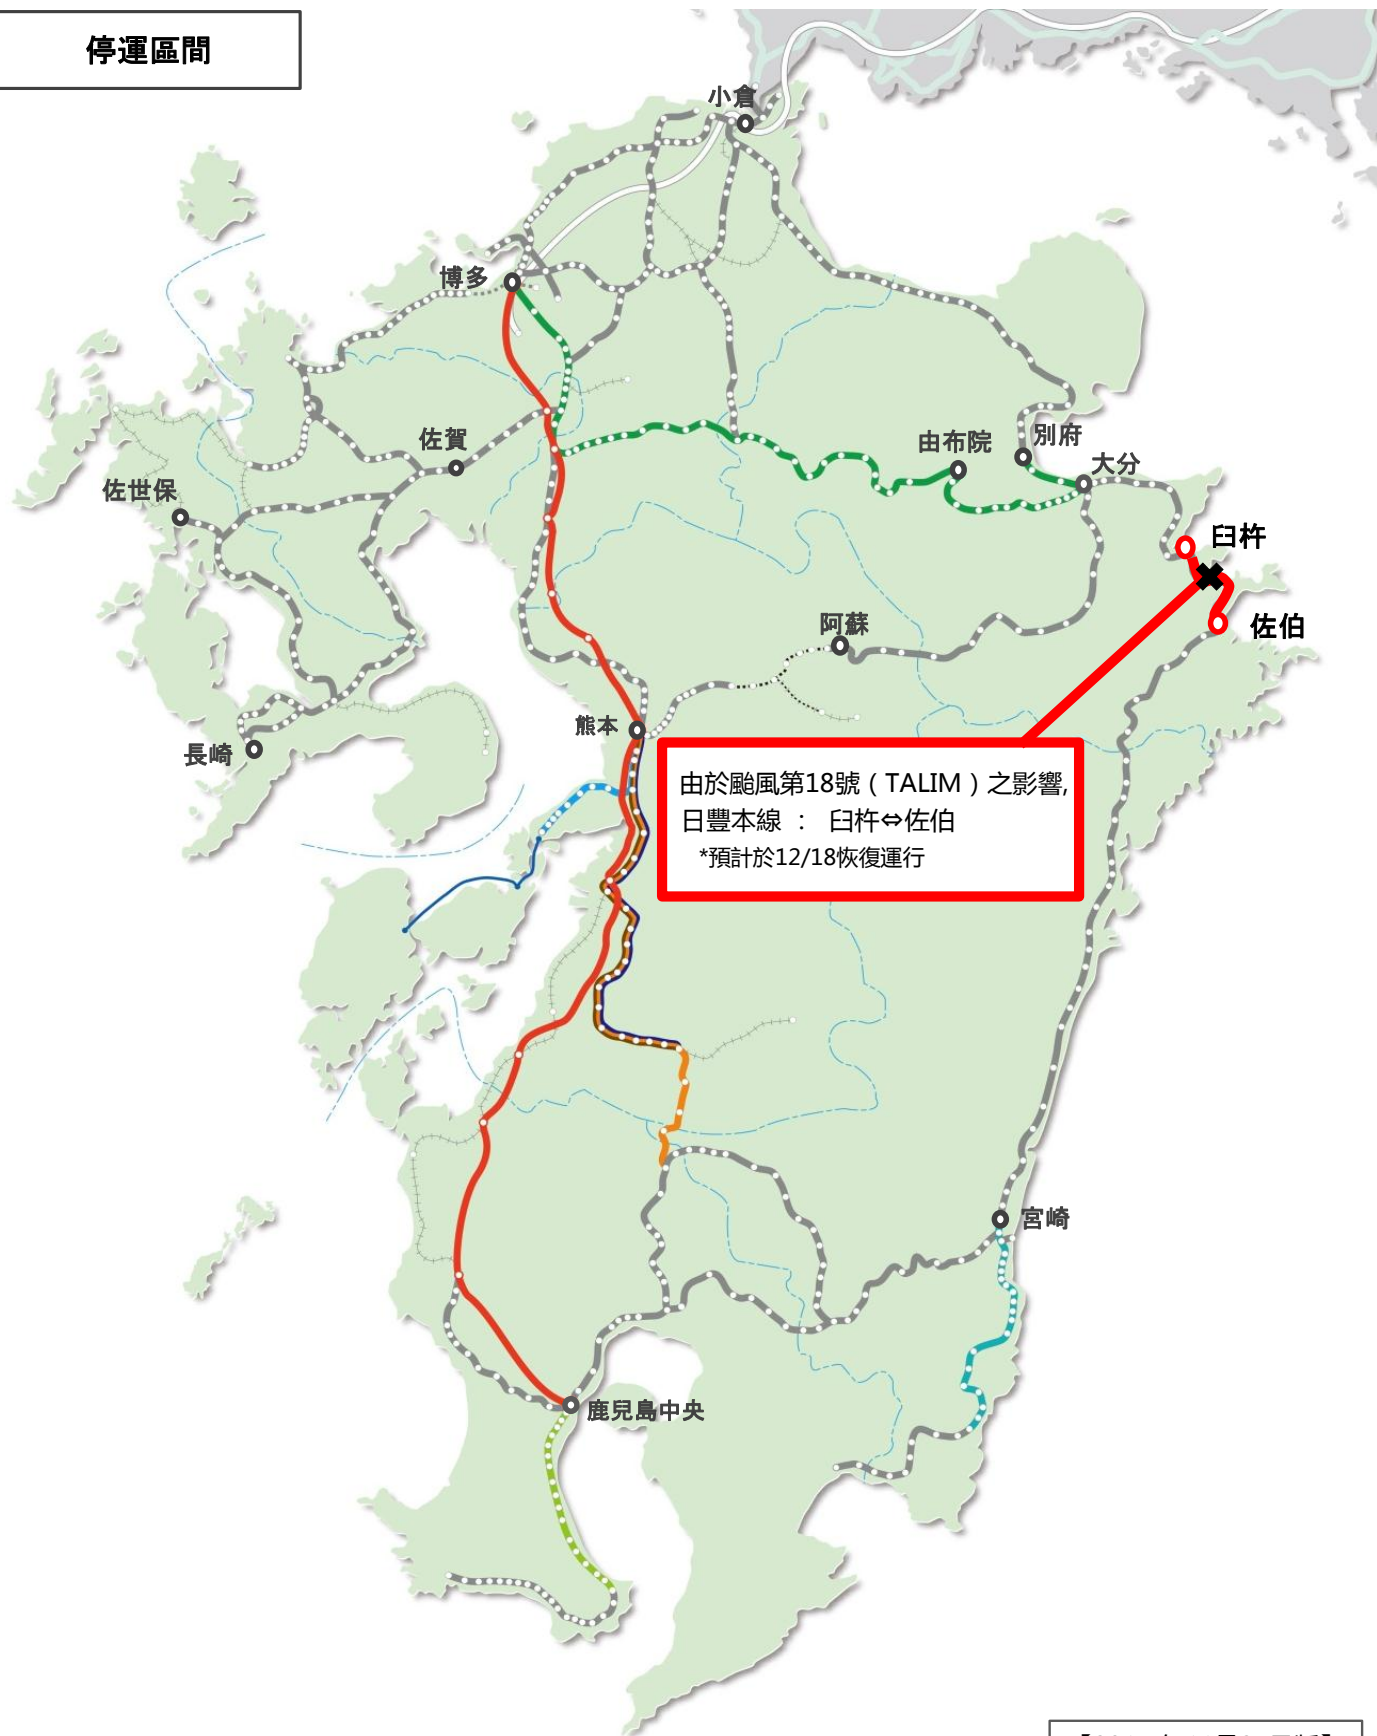 停運區間
小倉
博多
佐賀
由布院
別府
大分
佐世保
臼杵
佐伯
阿蘇
熊本
長崎
由於颱風第18號（TALIM）之影響,
日豐本線 ： 臼杵⇔佐伯
*預計於12/18恢復運行
宮崎
鹿兒島中央